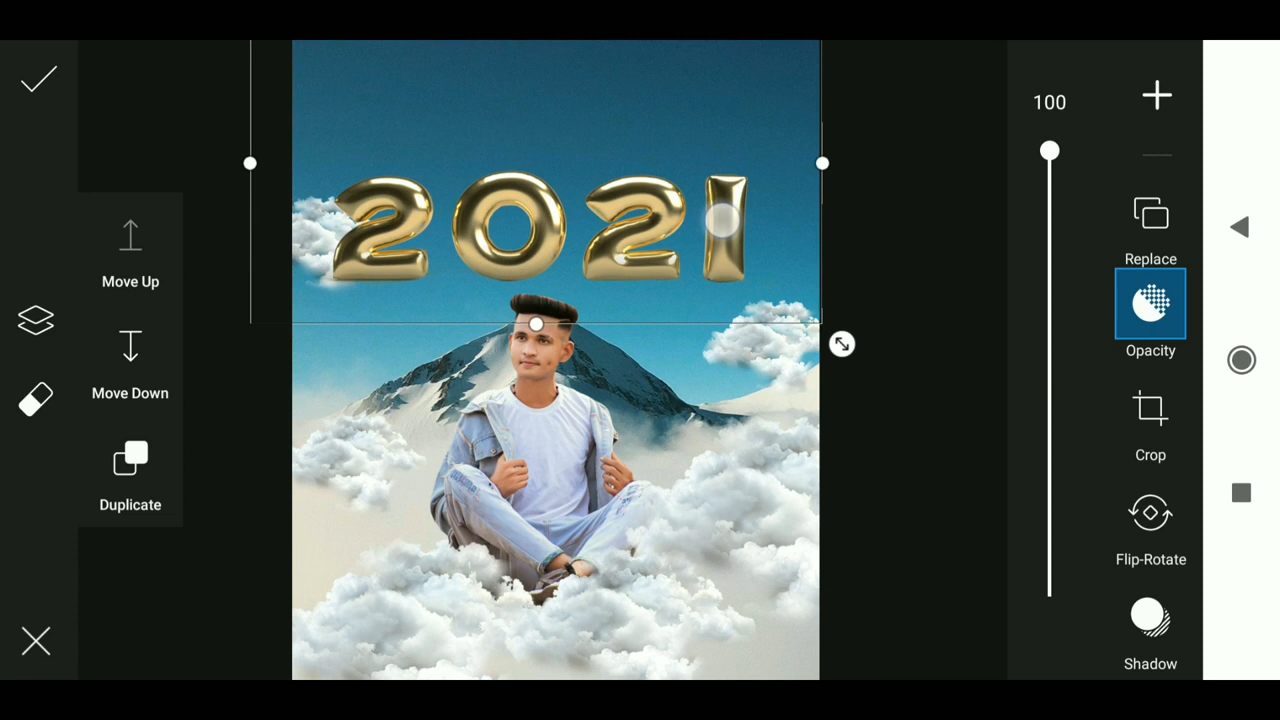 100
2021
Move Up
Move Down
Duplicate
Replace
Opacity
Crop
Flip-Rotate
Shadow